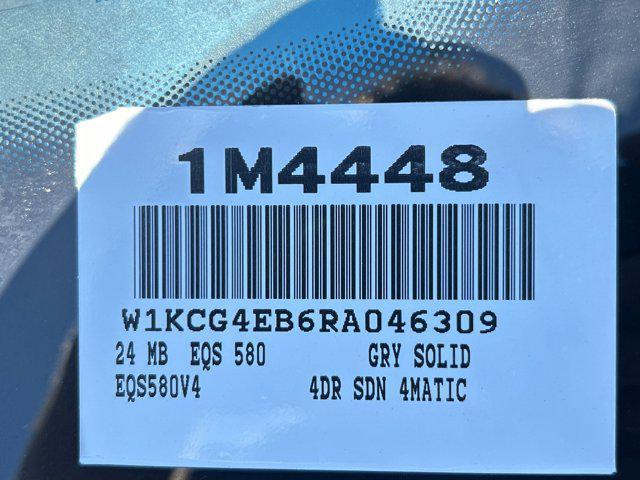 1M4448
W1KCG4EB6RA046309
24 MB EQS 580 GRY SOLID
EQS580V4 4DR SDN 4MATIC